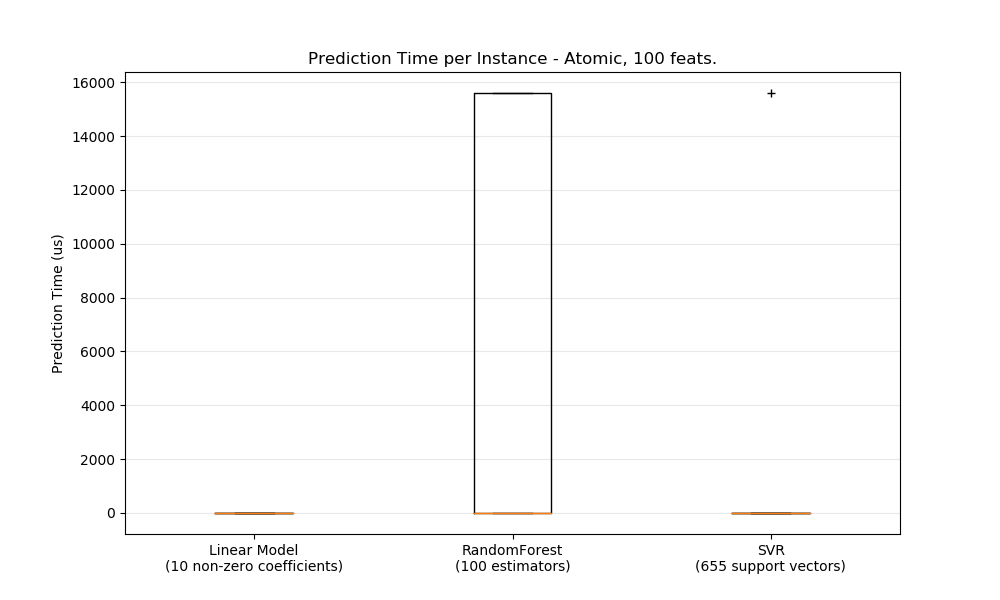 Prediction Time per Instance - Atomic, 100 feats.
16000
14000
12000
10000
8000
6000
4000
2000
0
Prediction Time (us)
Linear Model
(10 non-zero coefficients)
RandomForest
(100 estimators)
SVR
(655 support vectors)